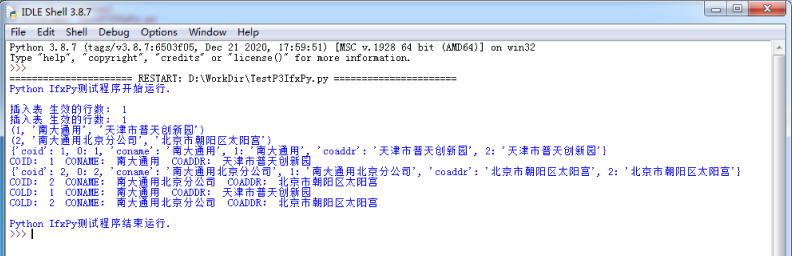 IDLE Shell 3.8.7
File Edit Shell Debug Options Window Help
Python 3.8.7 (tags/v3.8.7:6503f05, Dec 21 2020, 17:59:51) [MSC v.1928 64 bit (AMD64)] on win32
Type "help", "copyright", "credits" or "license()" for more information.
>>>
===================== RESTART: D:\WorkDir\TestP3IfxPy.py =====================
Python IfxPy测试程序开始运行.
插入表 生效的行数: 1
插入表 生效的行数: 1
(1, '南大通用', '天津市普天创新园')
(2, '南大通用北京分公司', '北京市朝阳区太阳宫')
{'coid': 1, 0: 1, 'coname': '南大通用', 1: '南大通用', 'coaddr': '天津市普天创新园', 2: '天津市普天创新园'}
COID: 1 CONAME: 南大通用 COADDR: 天津市普天创新园
{'coid': 2, 0: 2, 'coname': '南大通用北京分公司', 1: '南大通用北京分公司', 'coaddr': '北京市朝阳区太阳宫', 2: '北京市朝阳区太阳宫'}
COID: 2 CONAME: 南大通用北京分公司 COADDR: 北京市朝阳区太阳宫
COLD: 1 CONAME: 南大通用 COADDR: 天津市普天创新园
COLD: 2 CONAME: 南大通用北京分公司 COADDR: 北京市朝阳区太阳宫
Python IfxPy测试程序结束运行.
>>>